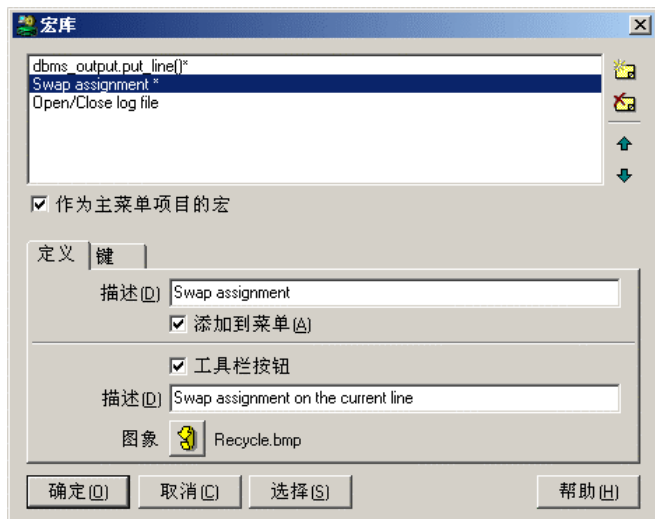 宏库
dbms_output.put_line()*
Swap assignment *
Open/Close log file
作为主菜单项目的宏
定义 键
描述(D) Swap assignment
添加到菜单(A)
工具栏按钮
描述(D) Swap assignment on the current line
图象 Recycle.bmp
确定(O) 取消(C) 选择(S) 帮助(H)